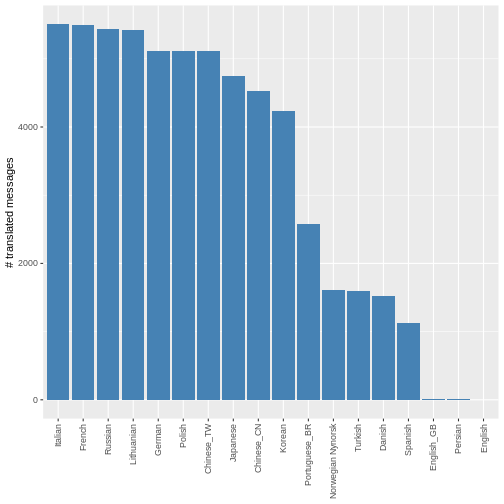 # translated messages
4000
2000
0
Italian
French
Russian
Lithuanian
German
Polish
Chinese_TW
Japanese
Chinese_CN
Korean
Portuguese_BR
Norwegian Nynorsk
Turkish
Danish
Spanish
English_GB
Persian
English